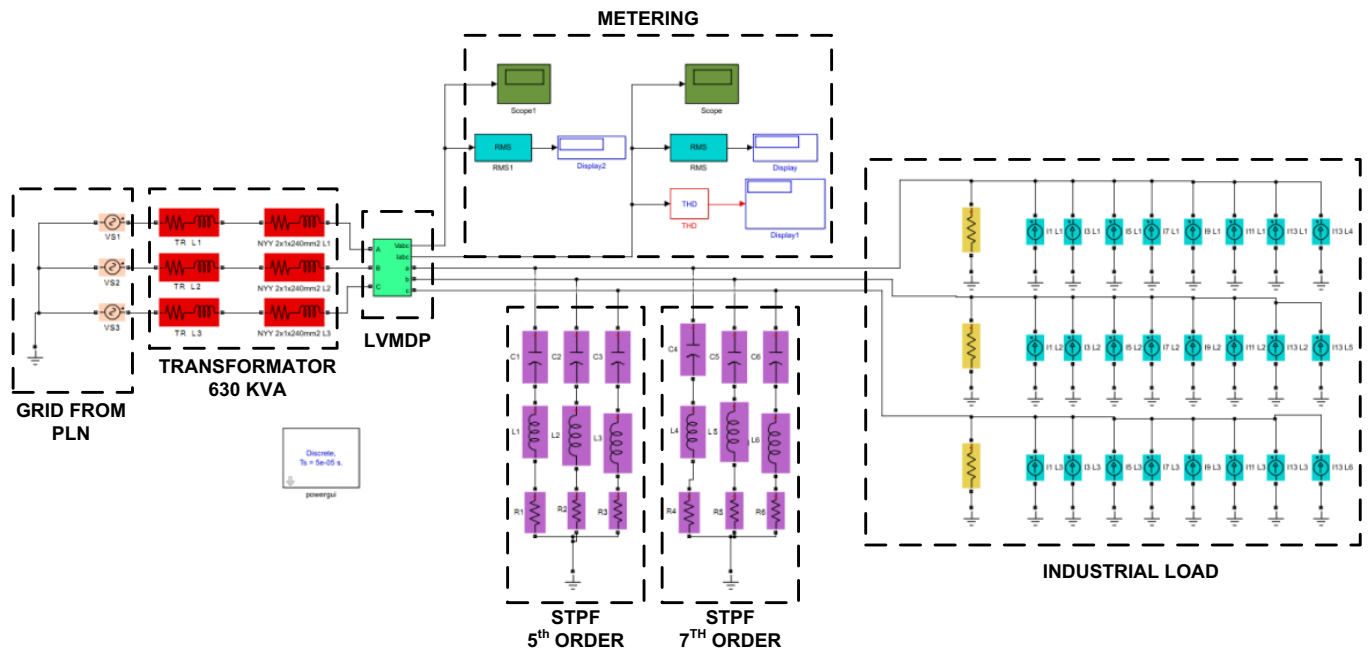 METERING
Scope1
Scope
RMS
RMS1
Display2
RMS
RMS
Display
THD
THD
Display1
VS1
VS2
VS3
GRID FROM
PLN
TR L1
TR L2
TR L3
NYY 2x1x240mm2 L1
NYY 2x1x240mm2 L2
NYY 2x1x240mm2 L3
TRANSFORMATOR
630 KVA
A
B
C
Vabc
Iabc
a
b
c
LVMDP
Discrete,
Ts = 5e-05 s.
powergui
C1
C2
C3
L1
L2
L3
R1
R2
R3
STPF
5th ORDER
C4
C5
C6
L4
L5
L6
R4
R5
R6
STPF
7TH ORDER
I1 L1
I3 L1
I5 L1
I7 L1
I9 L1
I11 L1
I13 L1
I13 L4
I1 L2
I3 L2
I5 L2
I7 L2
I9 L2
I11 L2
I13 L2
I13 L5
I1 L3
I3 L3
I5 L3
I7 L3
I9 L3
I11 L3
I13 L3
I13 L6
INDUSTRIAL LOAD